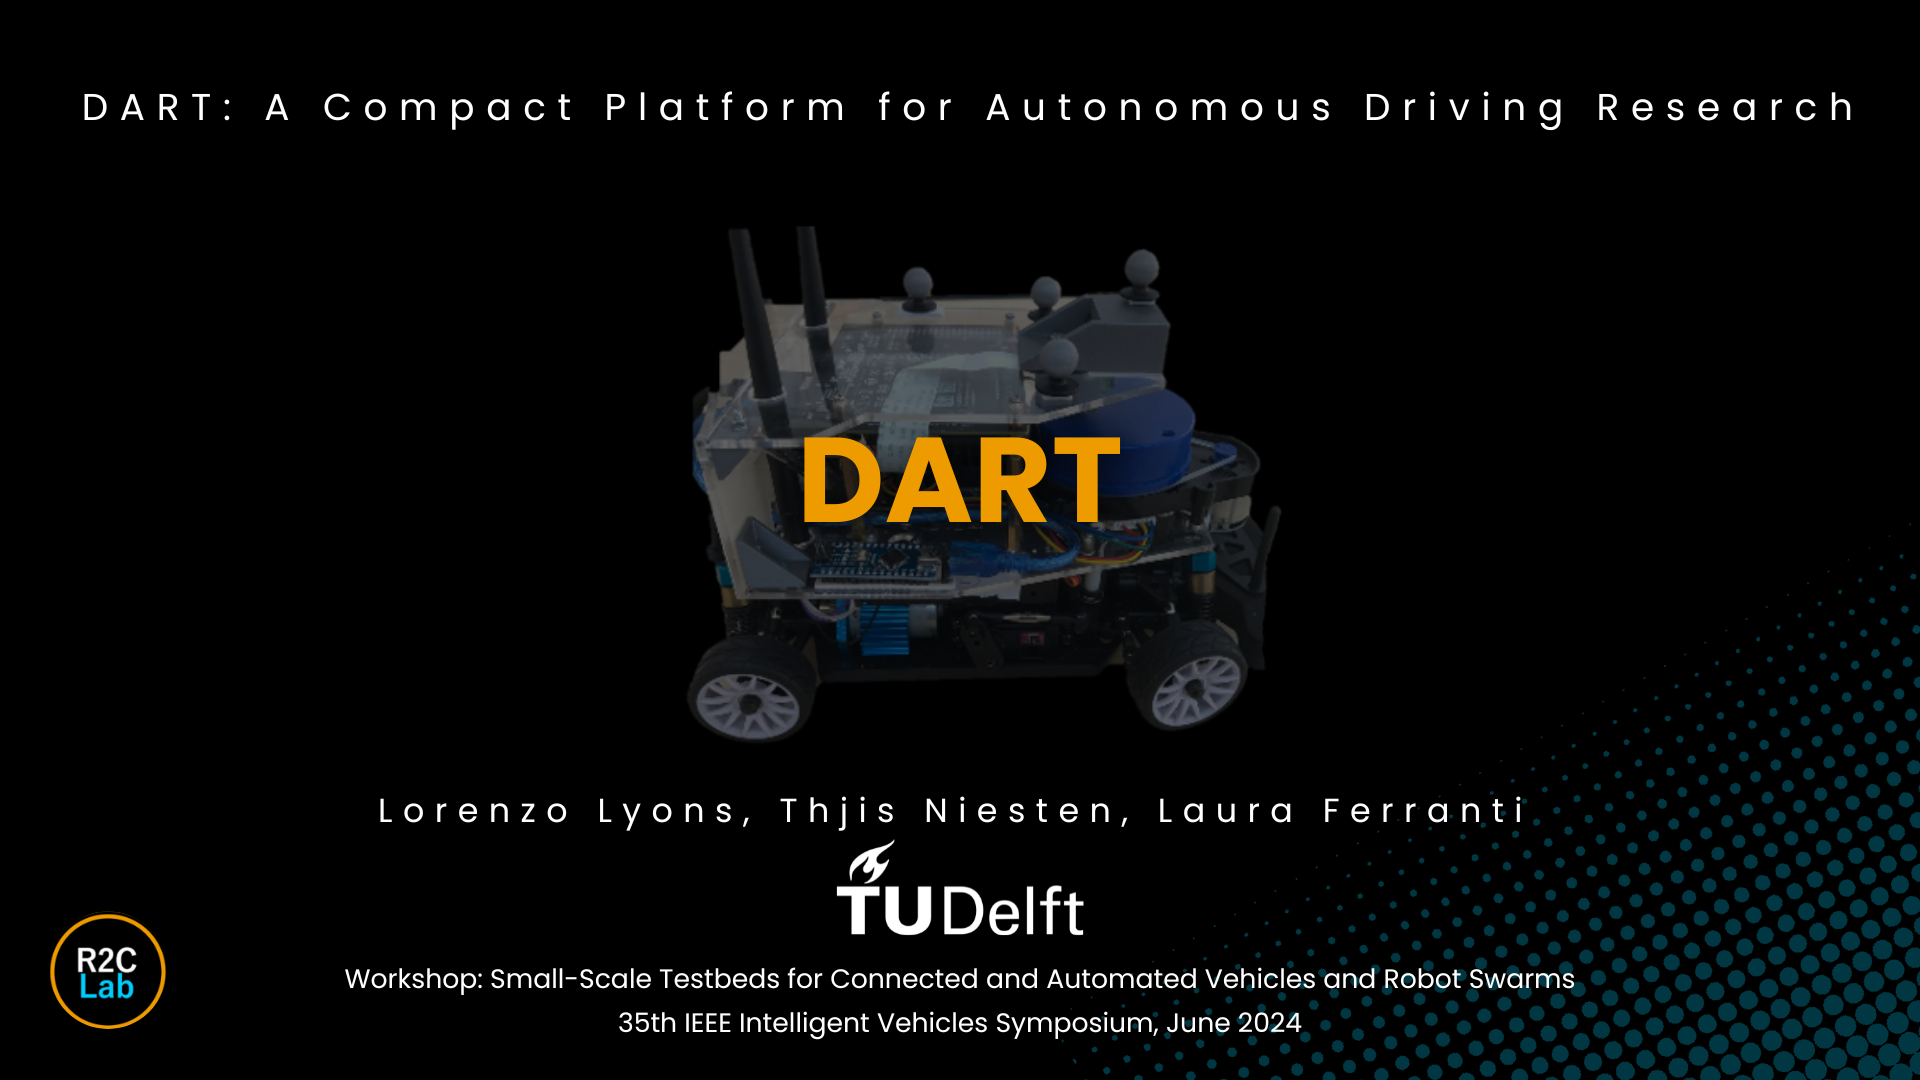 DART: A Compact Platform for Autonomous Driving Research
DART
Lorenzo Lyons, Thjis Niesten, Laura Ferranti
TUDelft
R2C
Lab
Workshop: Small-Scale Testbeds for Connected and Automated Vehicles and Robot Swarms
35th IEEE Intelligent Vehicles Symposium, June 2024